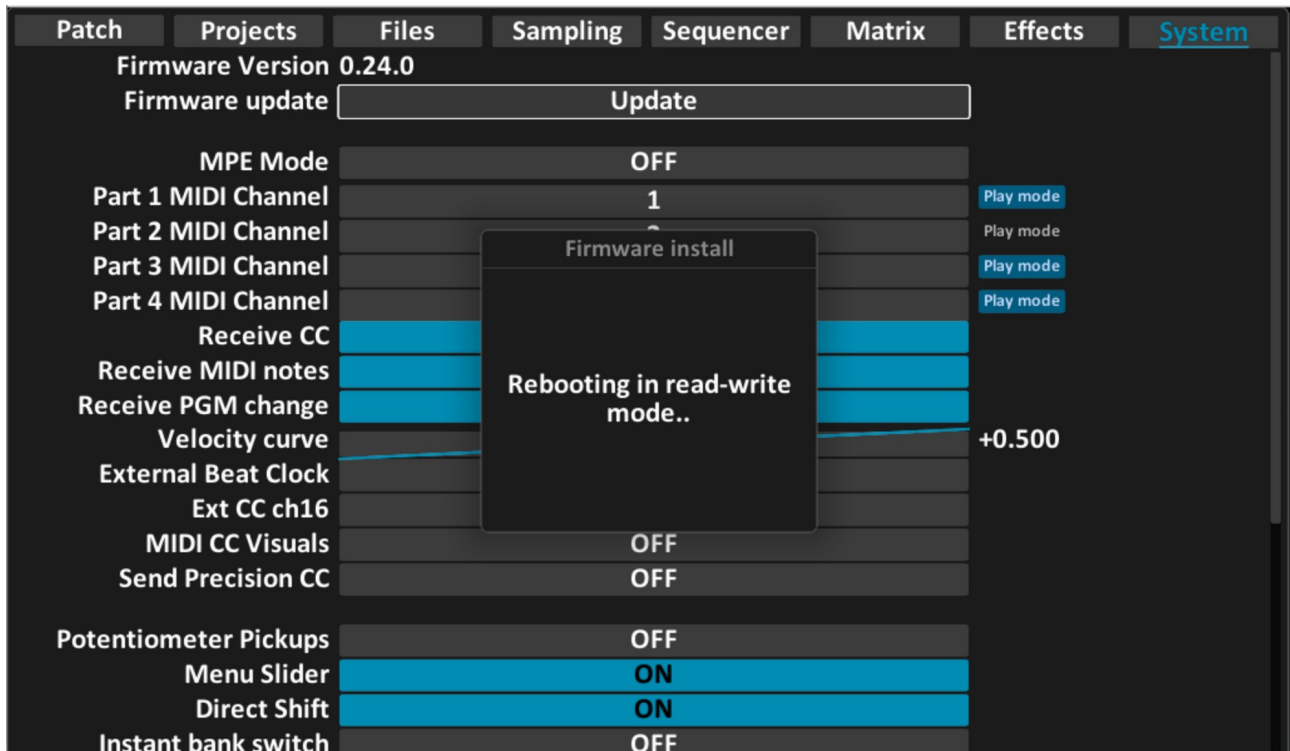 Patch Projects Files Sampling Sequencer Matrix Effects System
Firmware Version 0.24.0
Firmware update Update
MPE Mode OFF
Part 1 MIDI Channel 1 Play mode
Part 2 MIDI Channel Play mode
Part 3 MIDI Channel Play mode
Part 4 MIDI Channel Play mode
Receive CC
Receive MIDI notes
Receive PGM change
Velocity curve +0.500
External Beat Clock
Ext CC ch16
MIDI CC Visuals OFF
Send Precision CC OFF
Potentiometer Pickups OFF
Menu Slider ON
Direct Shift ON
Instant bank switch OFF
Firmware install
Rebooting in read-write
mode..